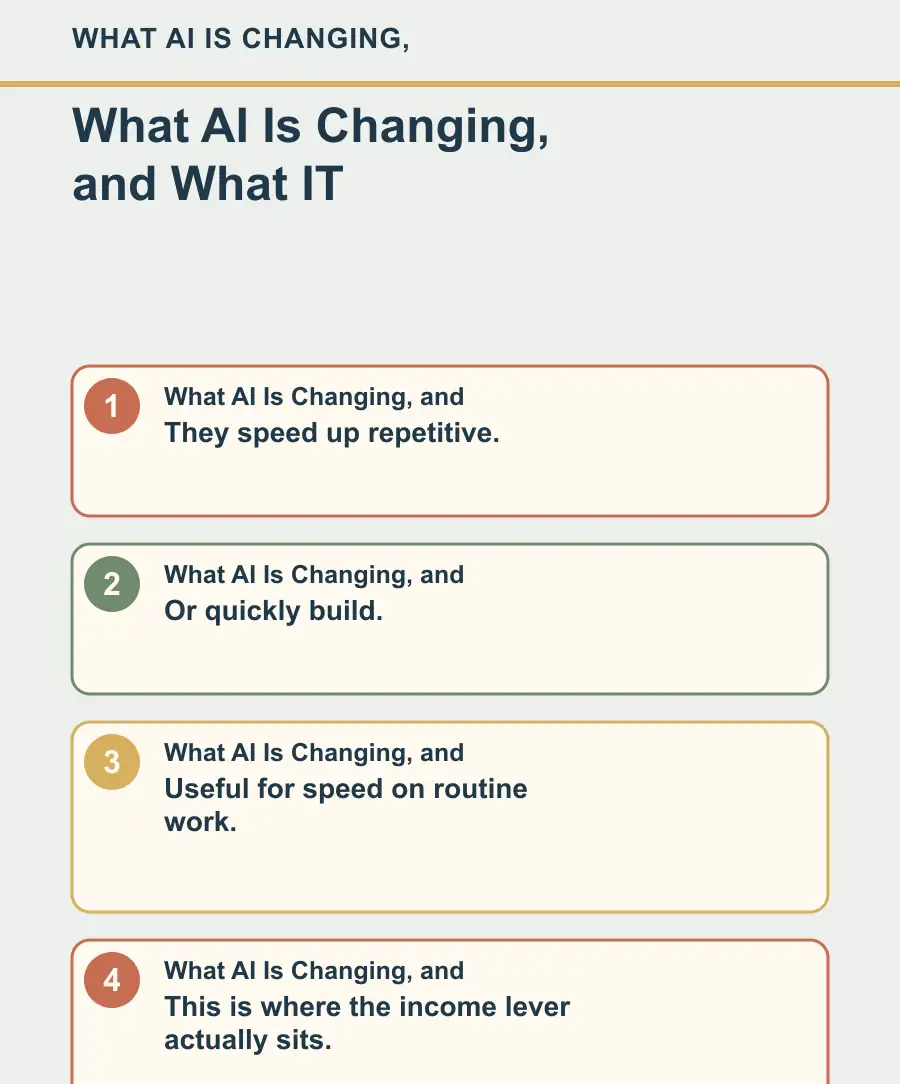 WHAT AI IS CHANGING,
What AI Is Changing,
and What IT
1
What AI Is Changing, and
They speed up repetitive.
2
What AI Is Changing, and
Or quickly build.
3
What AI Is Changing, and
Useful for speed on routine
work.
4
What AI Is Changing, and
This is where the income lever
actually sits.